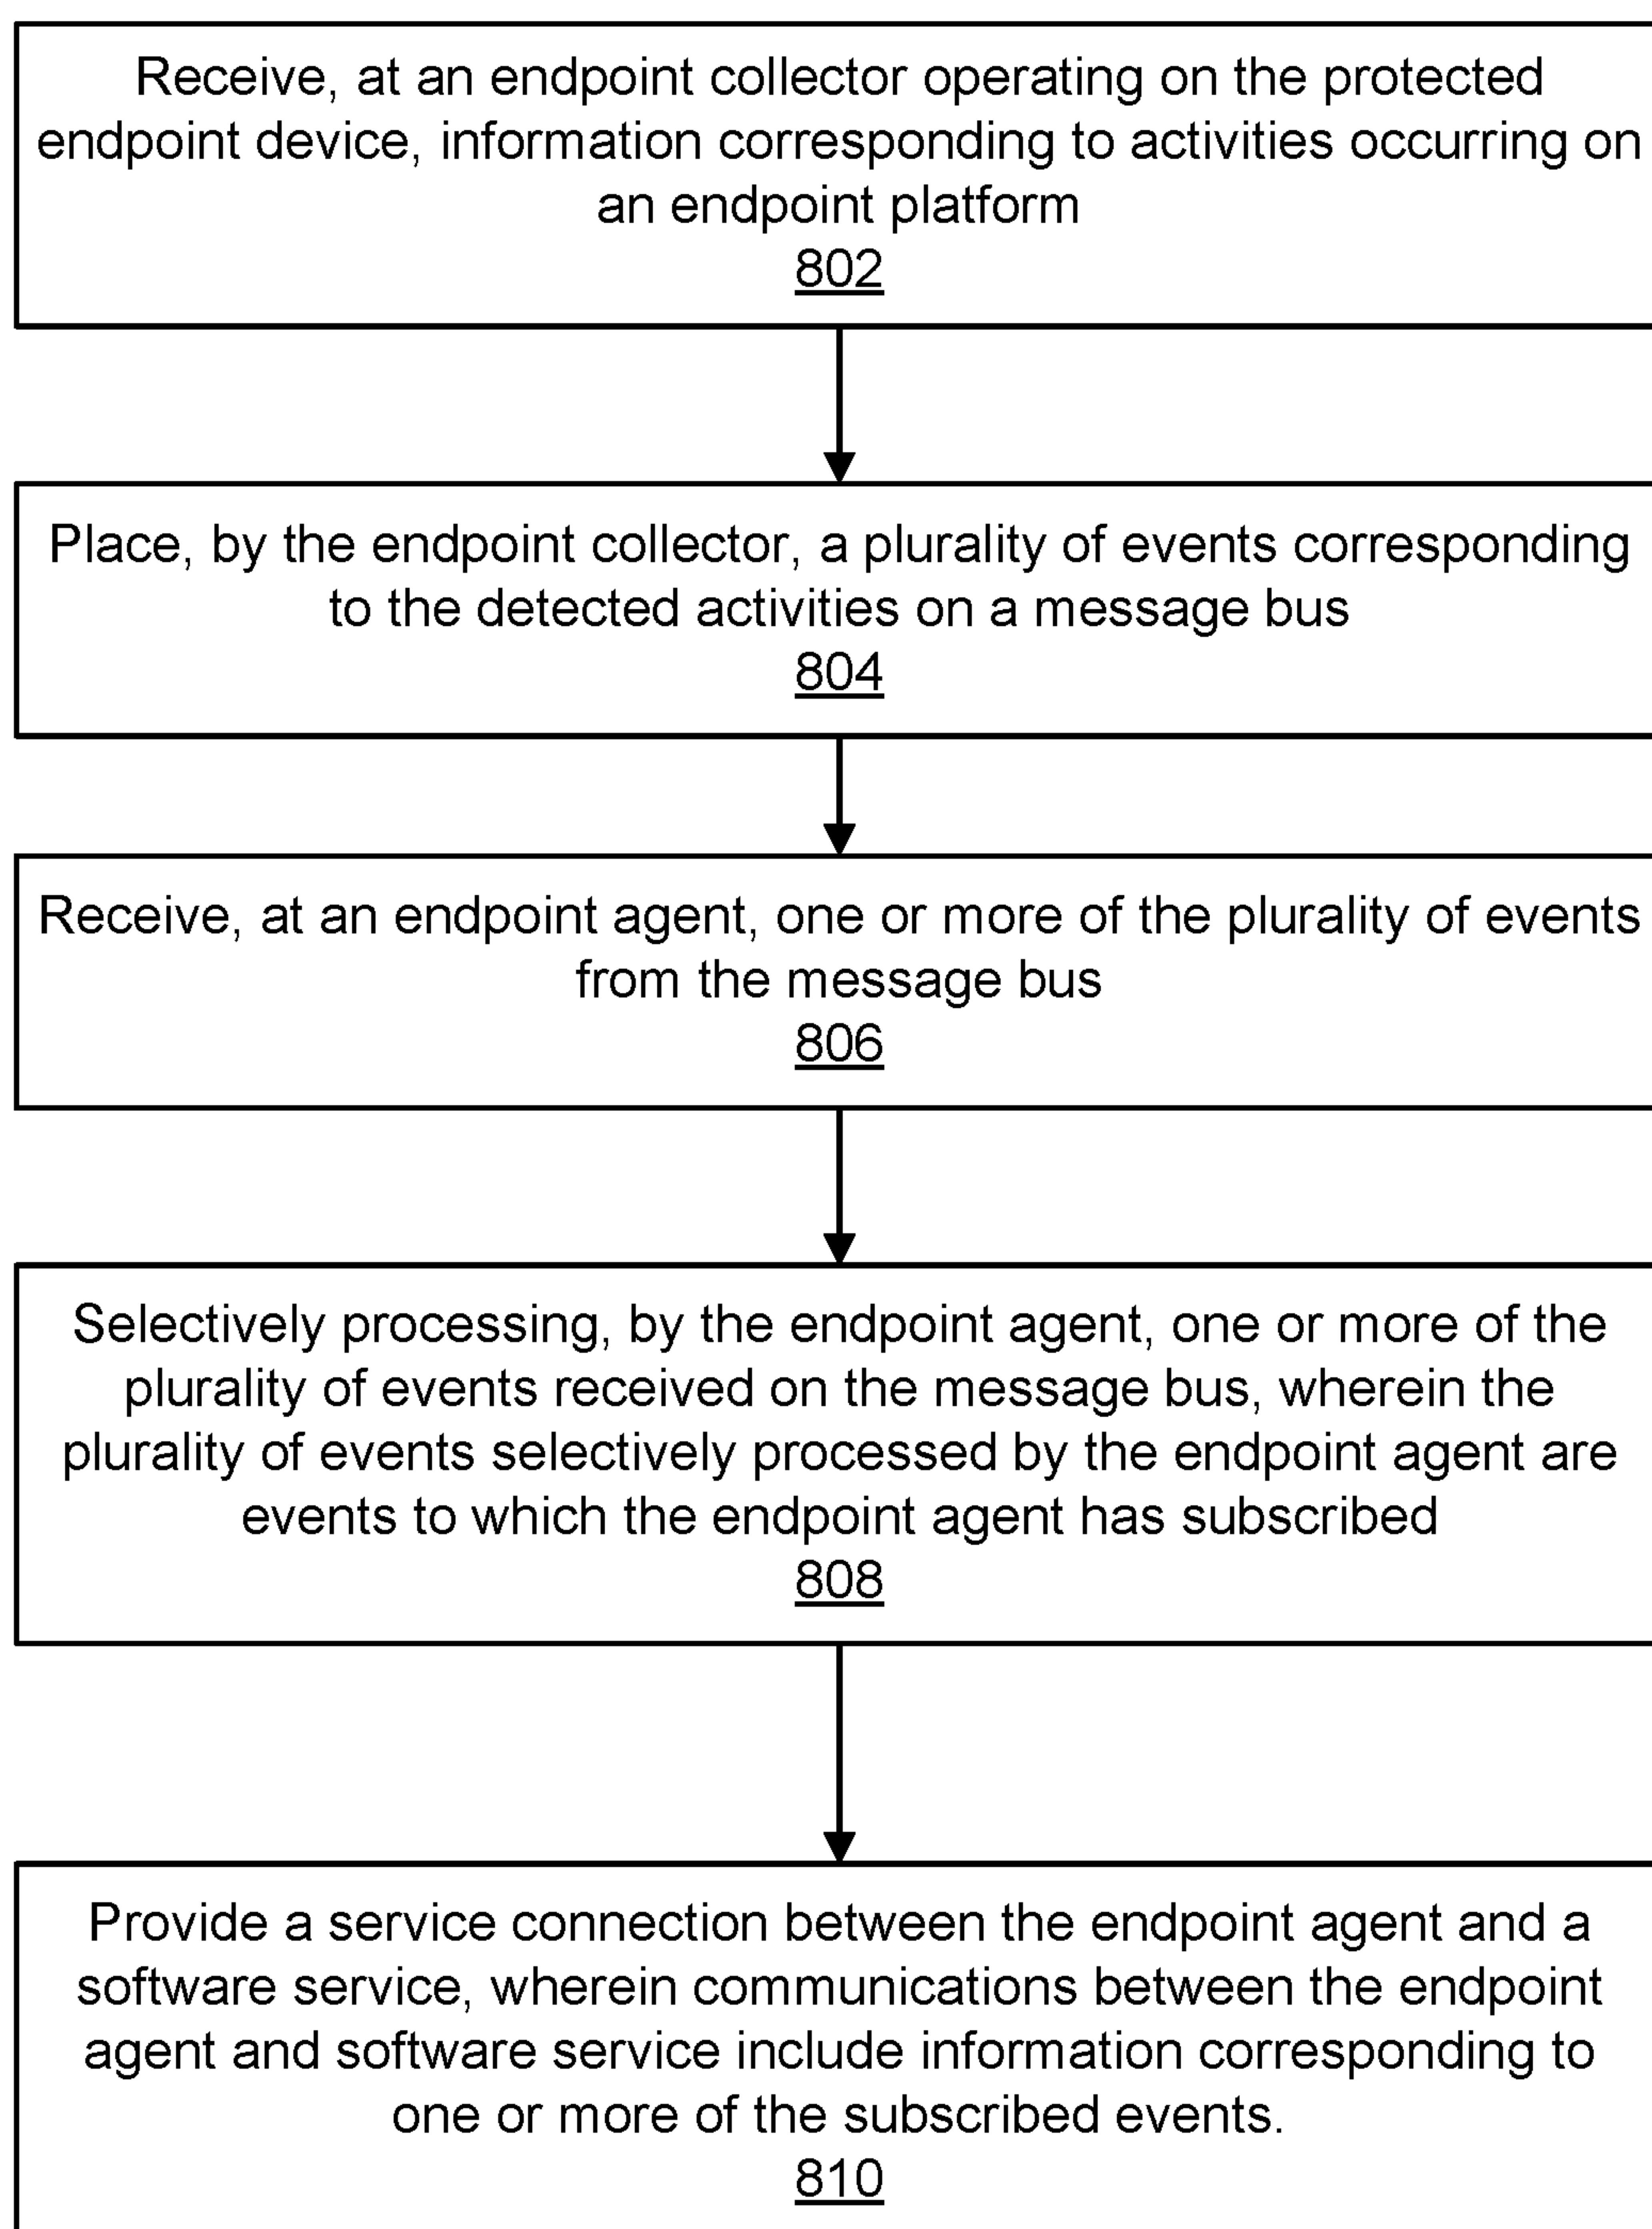 Receive, at an endpoint collector operating on the protected
endpoint device, information corresponding to activities occurring on
an endpoint platform
802
Place, by the endpoint collector, a plurality of events corresponding
to the detected activities on a message bus
804
Receive, at an endpoint agent, one or more of the plurality of events
from the message bus
806
Selectively processing, by the endpoint agent, one or more of the
plurality of events received on the message bus, wherein the
plurality of events selectively processed by the endpoint agent are
events to which the endpoint agent has subscribed
808
Provide a service connection between the endpoint agent and a
software service, wherein communications between the endpoint
agent and software service include information corresponding to
one or more of the subscribed events.
810